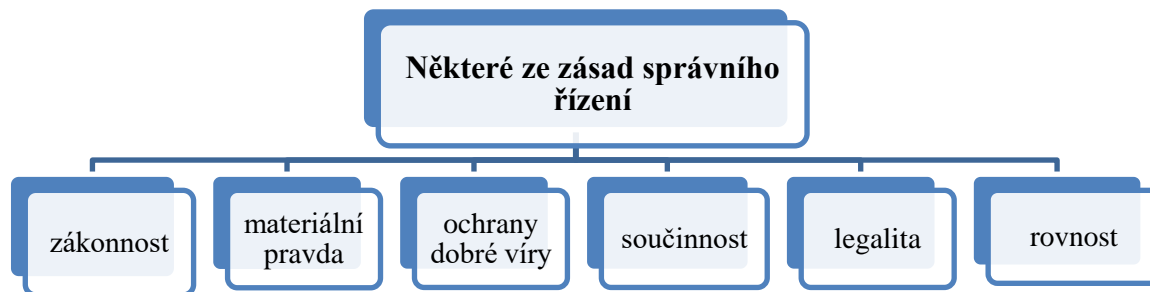 Některé ze zásad správního
řízení
zákonnost
materiální
pravda
ochrany
dobré víry
součinnost
legalita
rovnost